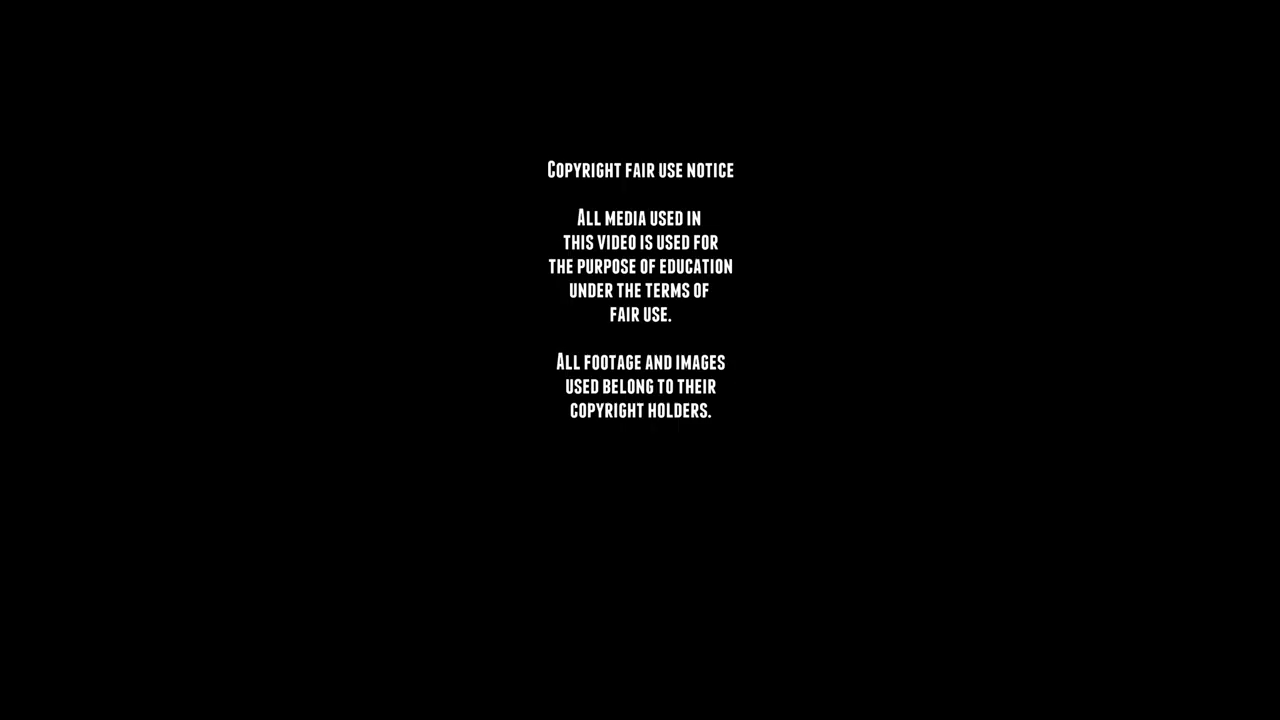 Copyright fair use notice
All media used in
this video is used for
the purpose of education
under the terms of
fair use.
All footage and images
used belong to their
copyright holders.